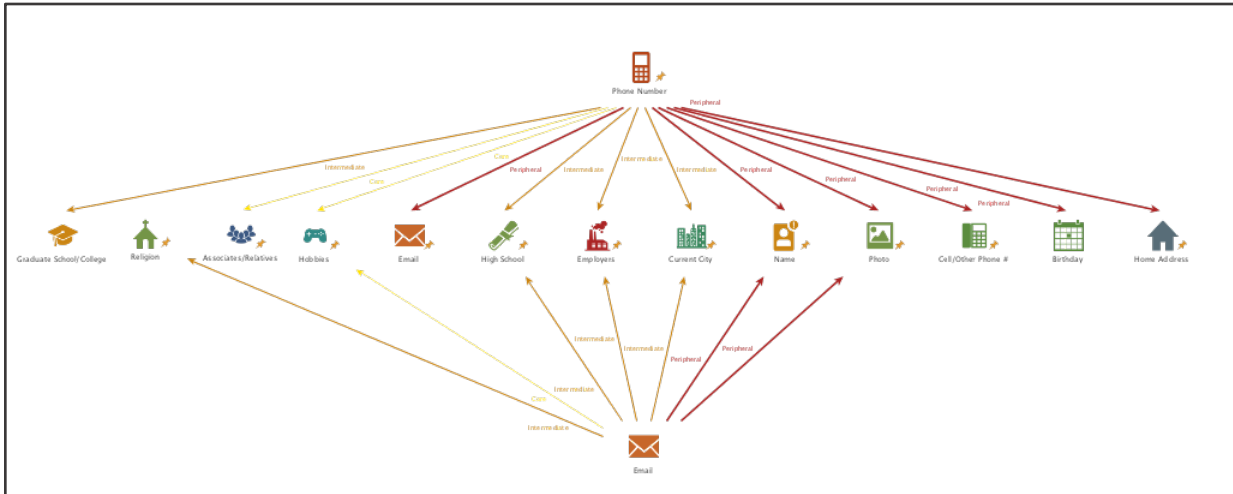 Phone Number
Peripheral
Intermediate
Core
Core
Peripheral
Intermediate
Intermediate
Intermediate
Peripheral
Peripheral
Peripheral
Peripheral
Graduate School/College
Religion
Associates/Relatives
Hobbies
Email
High School
Employers
Current City
Name
Photo
Cell/Other Phone #
Birthday
Home Address
Intermediate
Intermediate
Peripheral
Peripheral
Intermediate
Core
Intermediate
Email